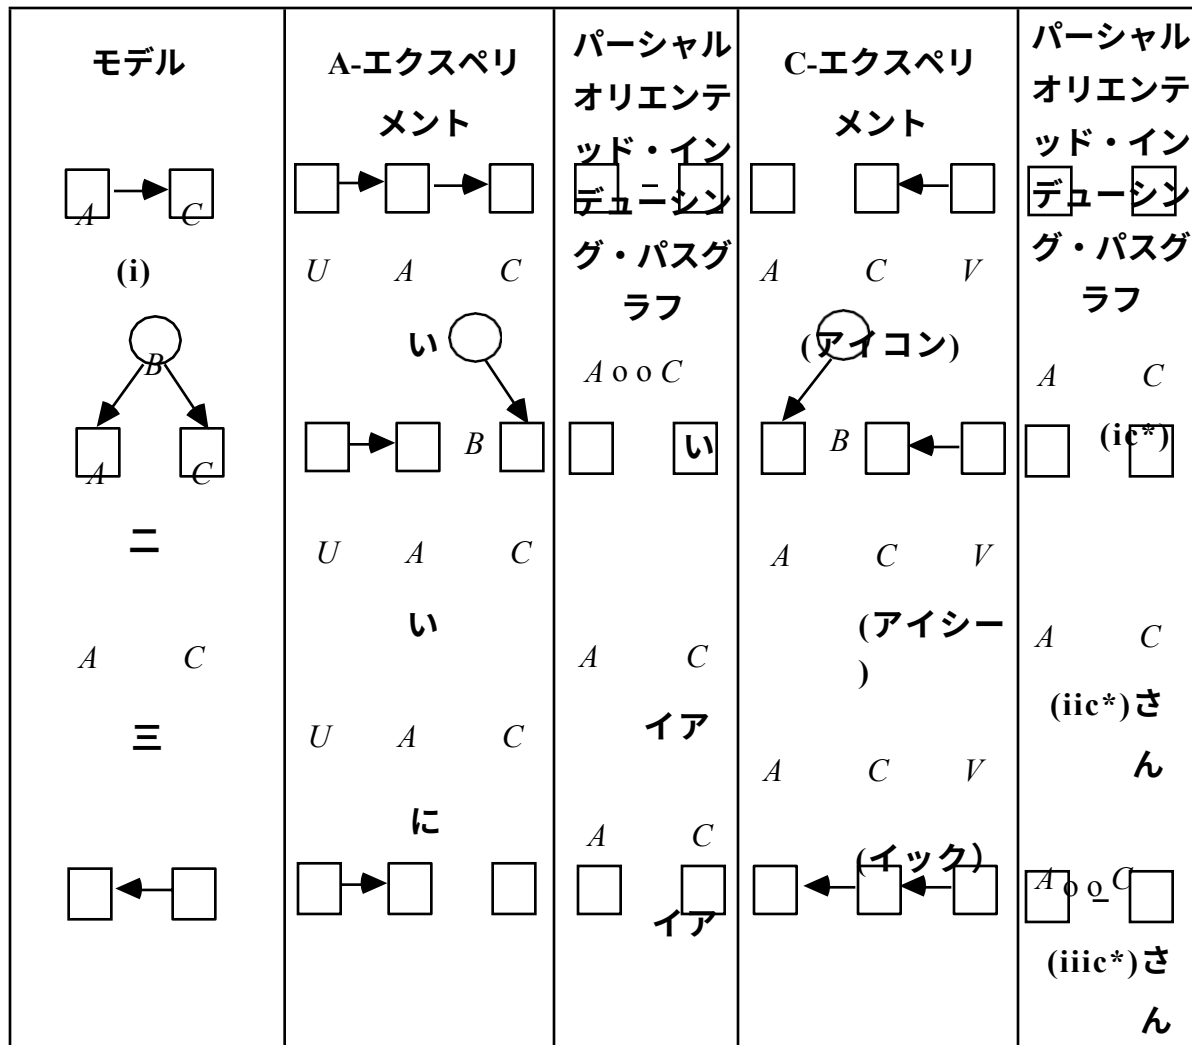 モデル
A-エクスペリ
メント
パーシャル
オリエンテ
ッド・イン
デューシン
グ・パスグ
ラフ
C-エクスペリ
メント
パーシャル
オリエンテ
ッド・イン
デューシン
グ・パスグ
ラフ
A C
(i)
U A C
い
A o o C
い
A C V
(アイコン)
A C
(ic*)
B
A C
二
B
U A C
い
A C
イア
B
A C V
(アイシー
)
A C
(iic*)さ
ん
A C
三
U A C
に
A C
イア
A C V
(イック)
A o o C
(iiic*)さ
ん